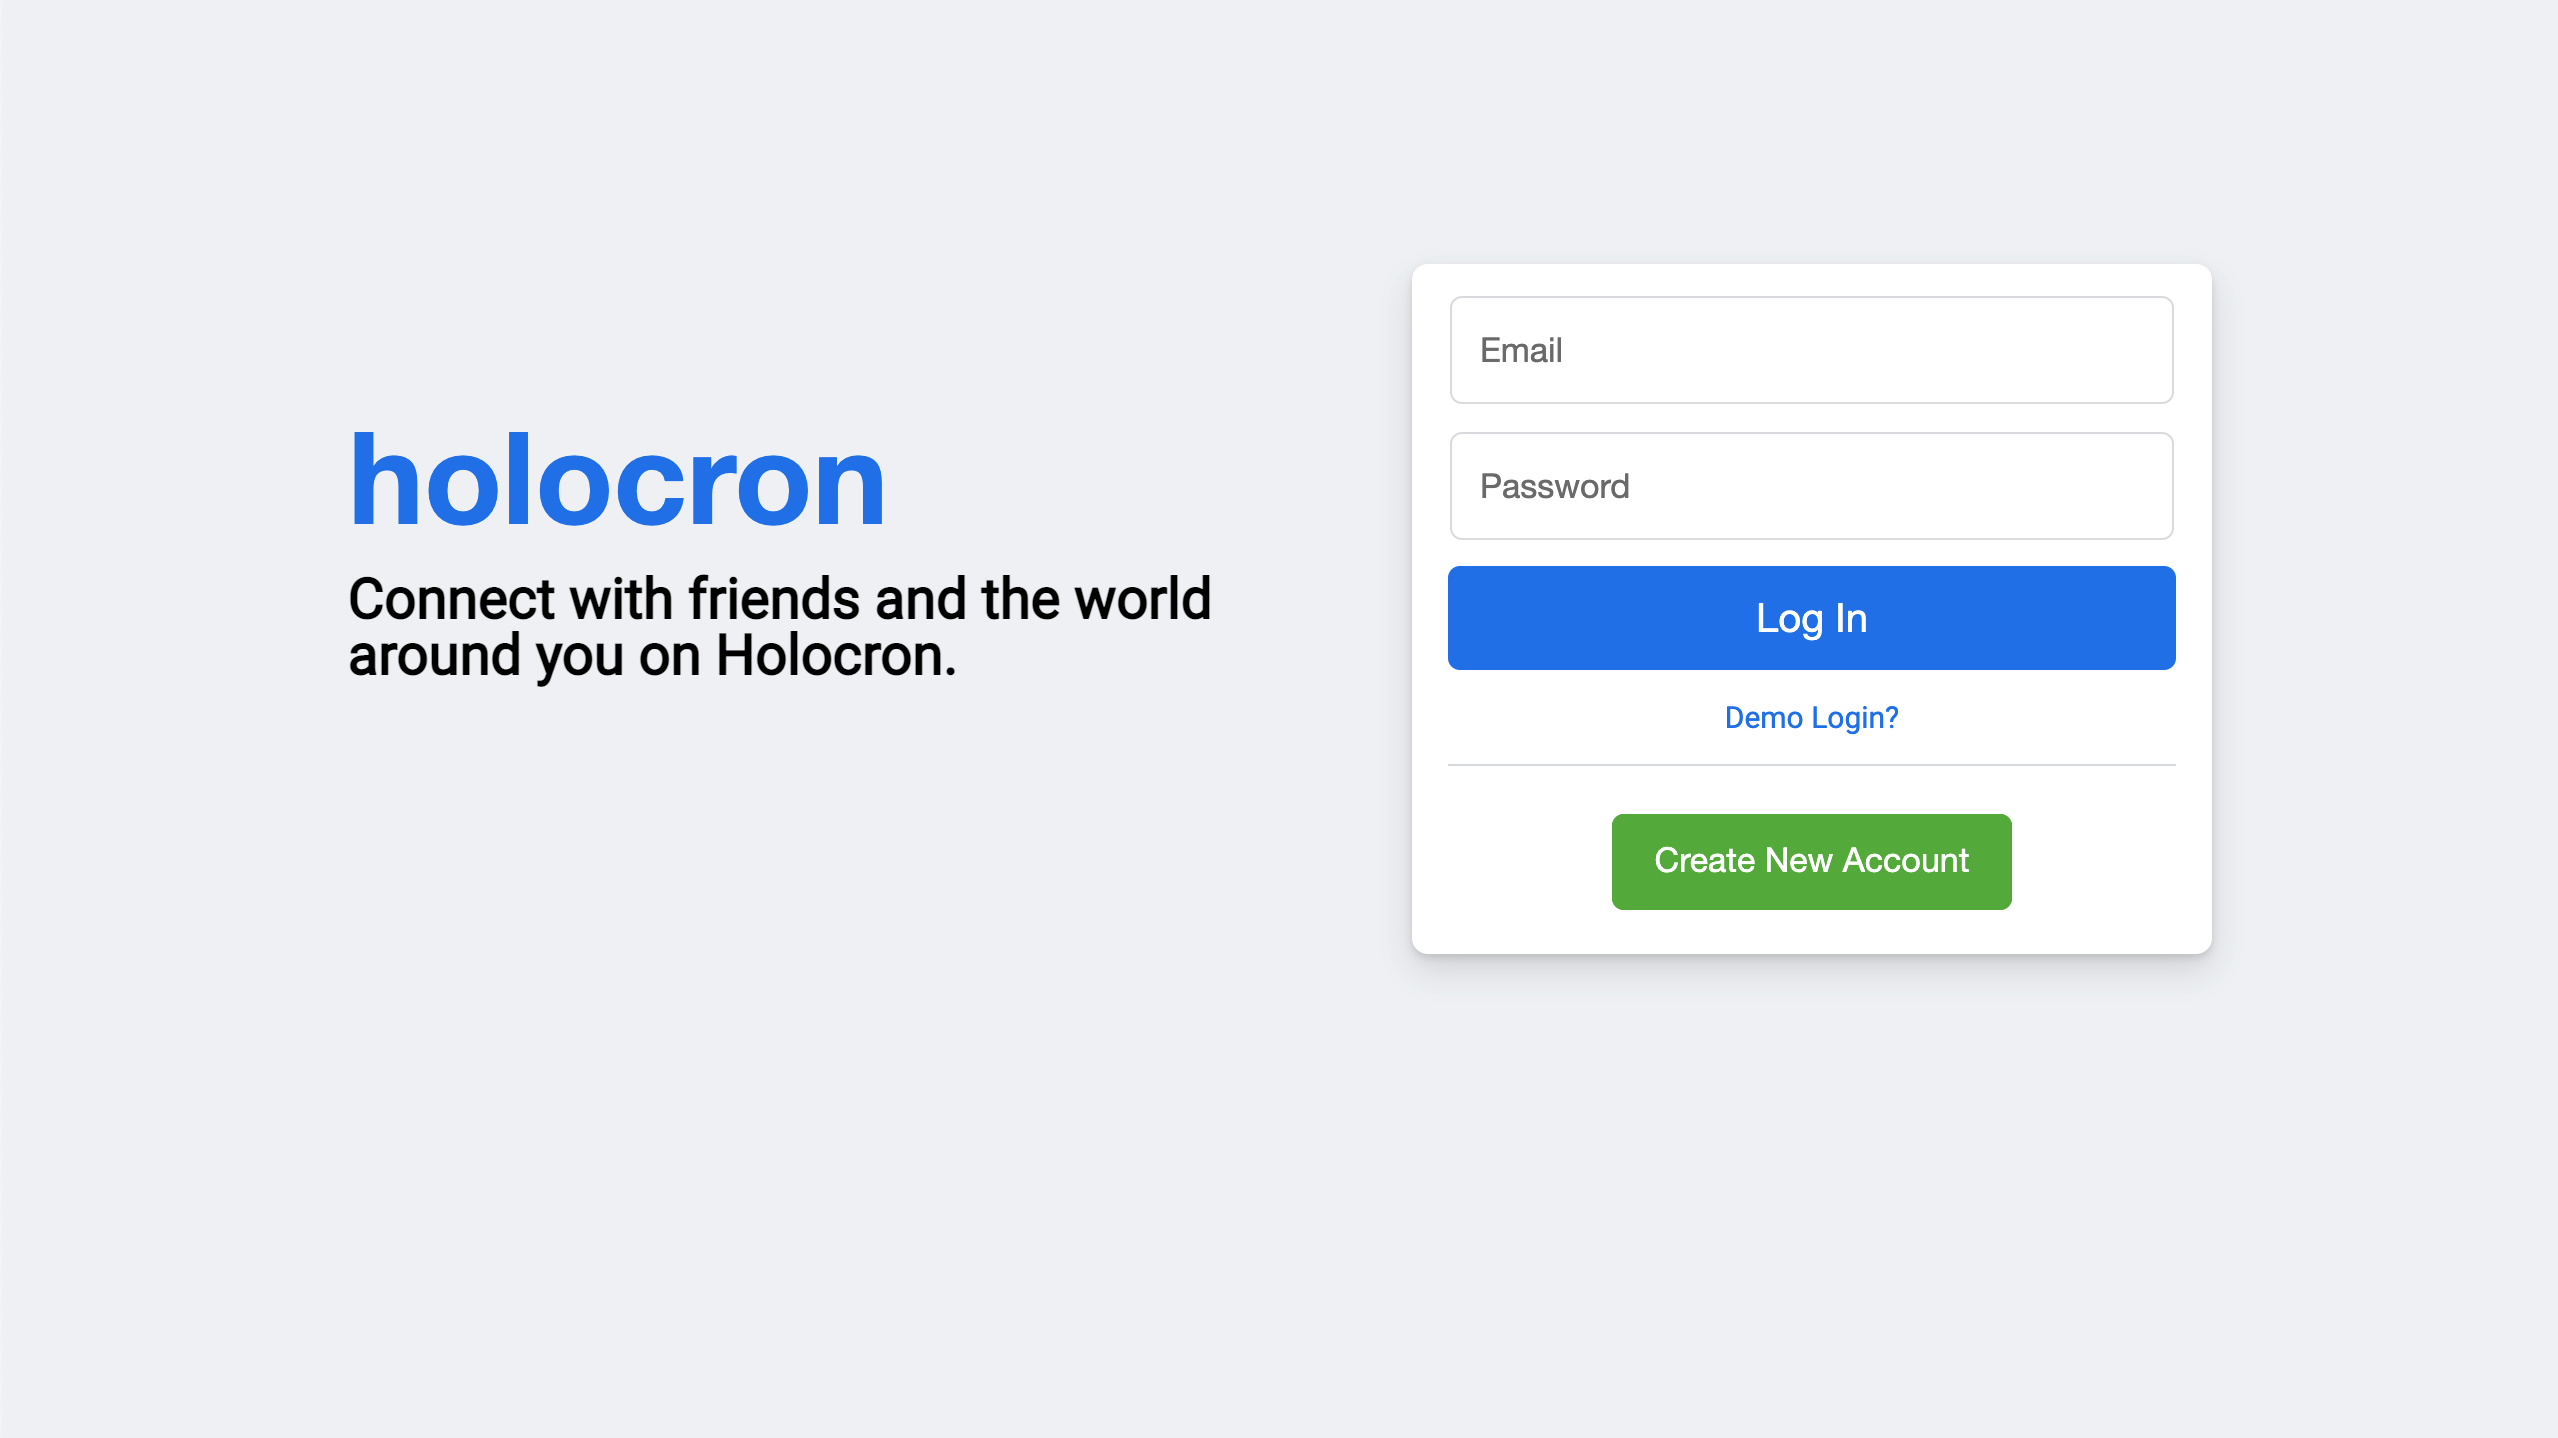 holocron
Connect with friends and the world
around you on Holocron.
Email
Password
Log In
Demo Login?
Create New Account